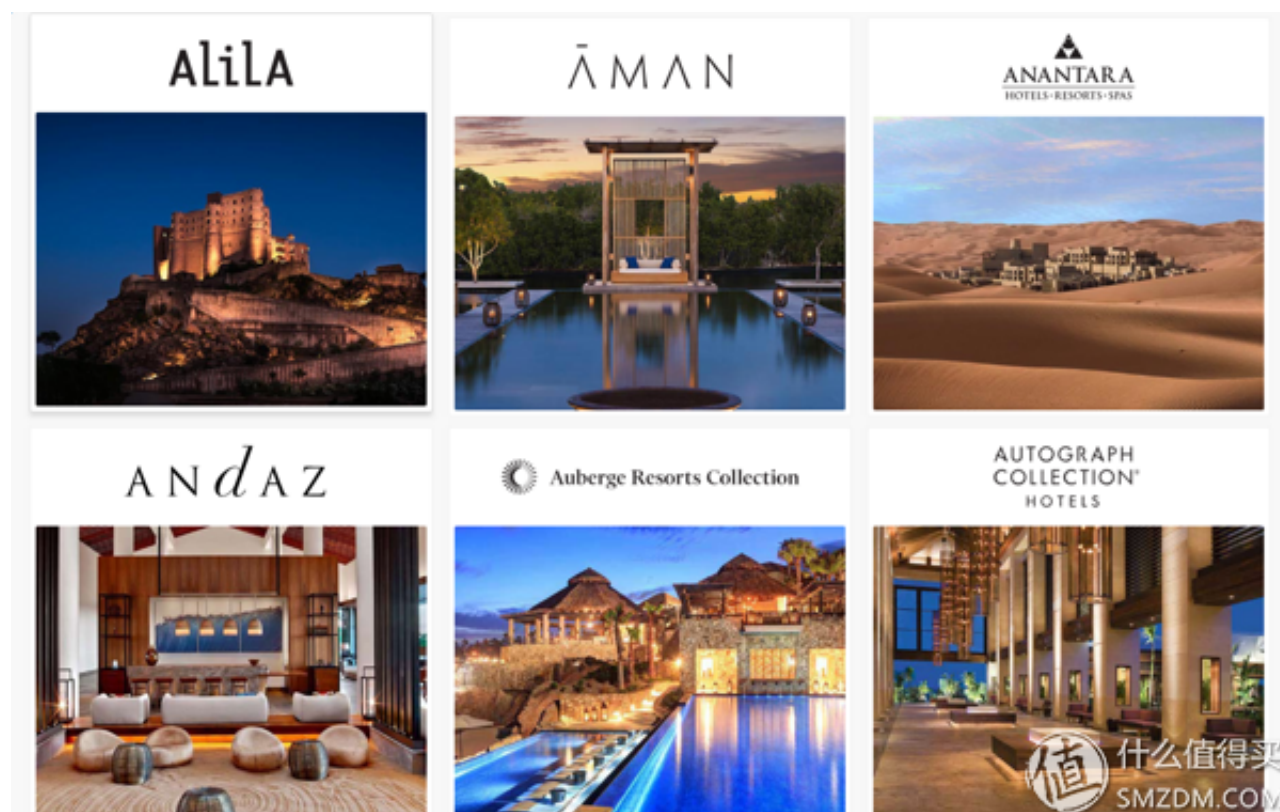 Alila
ĀMAN
ANANTARA
HOTELS·RESORTS·SPAS
ANdAZ
Auberge Resorts Collection
AUTOGRAPH
COLLECTION®
HOTELS
值 什么值得买
SMZDM.COM